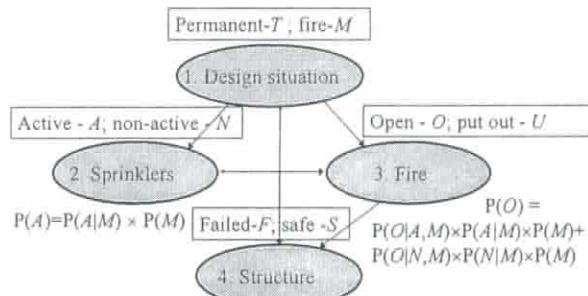 Permanent-T ; fire-M
1. Design situation
Active - A; non-active - N
Open - O; put out - U
2. Sprinklers
3. Fire
P(A)=P(A|M) × P(M)
Failed-F; safe -S
P(O) =
P(O|A,M)×P(A|M)×P(M)+
P(O|N,M)×P(N|M)×P(M)
4. Structure